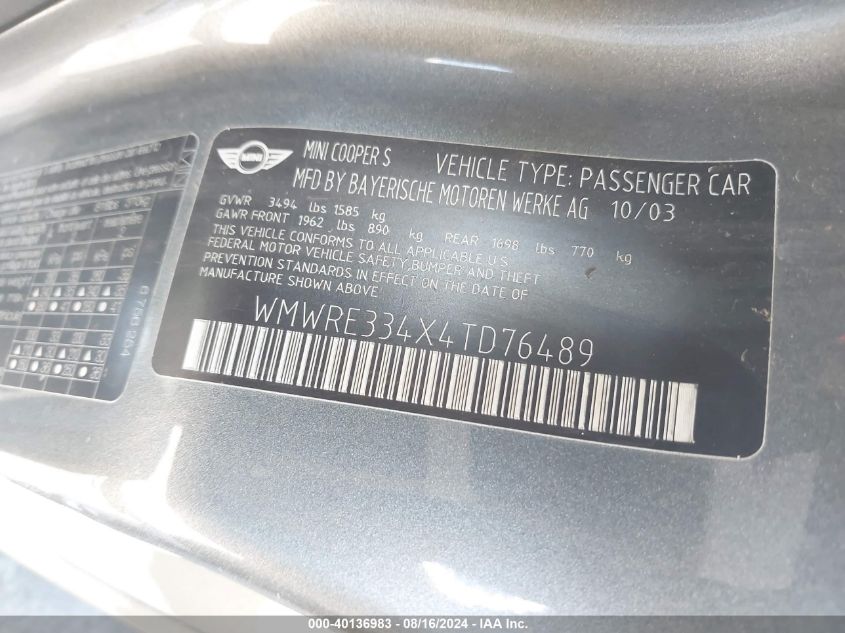 MINI
MINI COOPER S VEHICLE TYPE: PASSENGER CAR
MFD BY BAYERISCHE MOTOREN WERKE AG 10/03
GVWR 3494 lbs 1585 kg
GAWR FRONT 1962 lbs 890 kg REAR 1698 lbs 770 kg
THIS VEHICLE CONFORMS TO ALL APPLICABLE U.S.
FEDERAL MOTOR VEHICLE SAFETY, BUMPER AND THEFT
PREVENTION STANDARDS IN EFFECT ON THE DATE OF
MANUFACTURE SHOWN ABOVE
WMWRE334X4TD76489
000-40136983 - 08/16/2024 - IAA Inc.